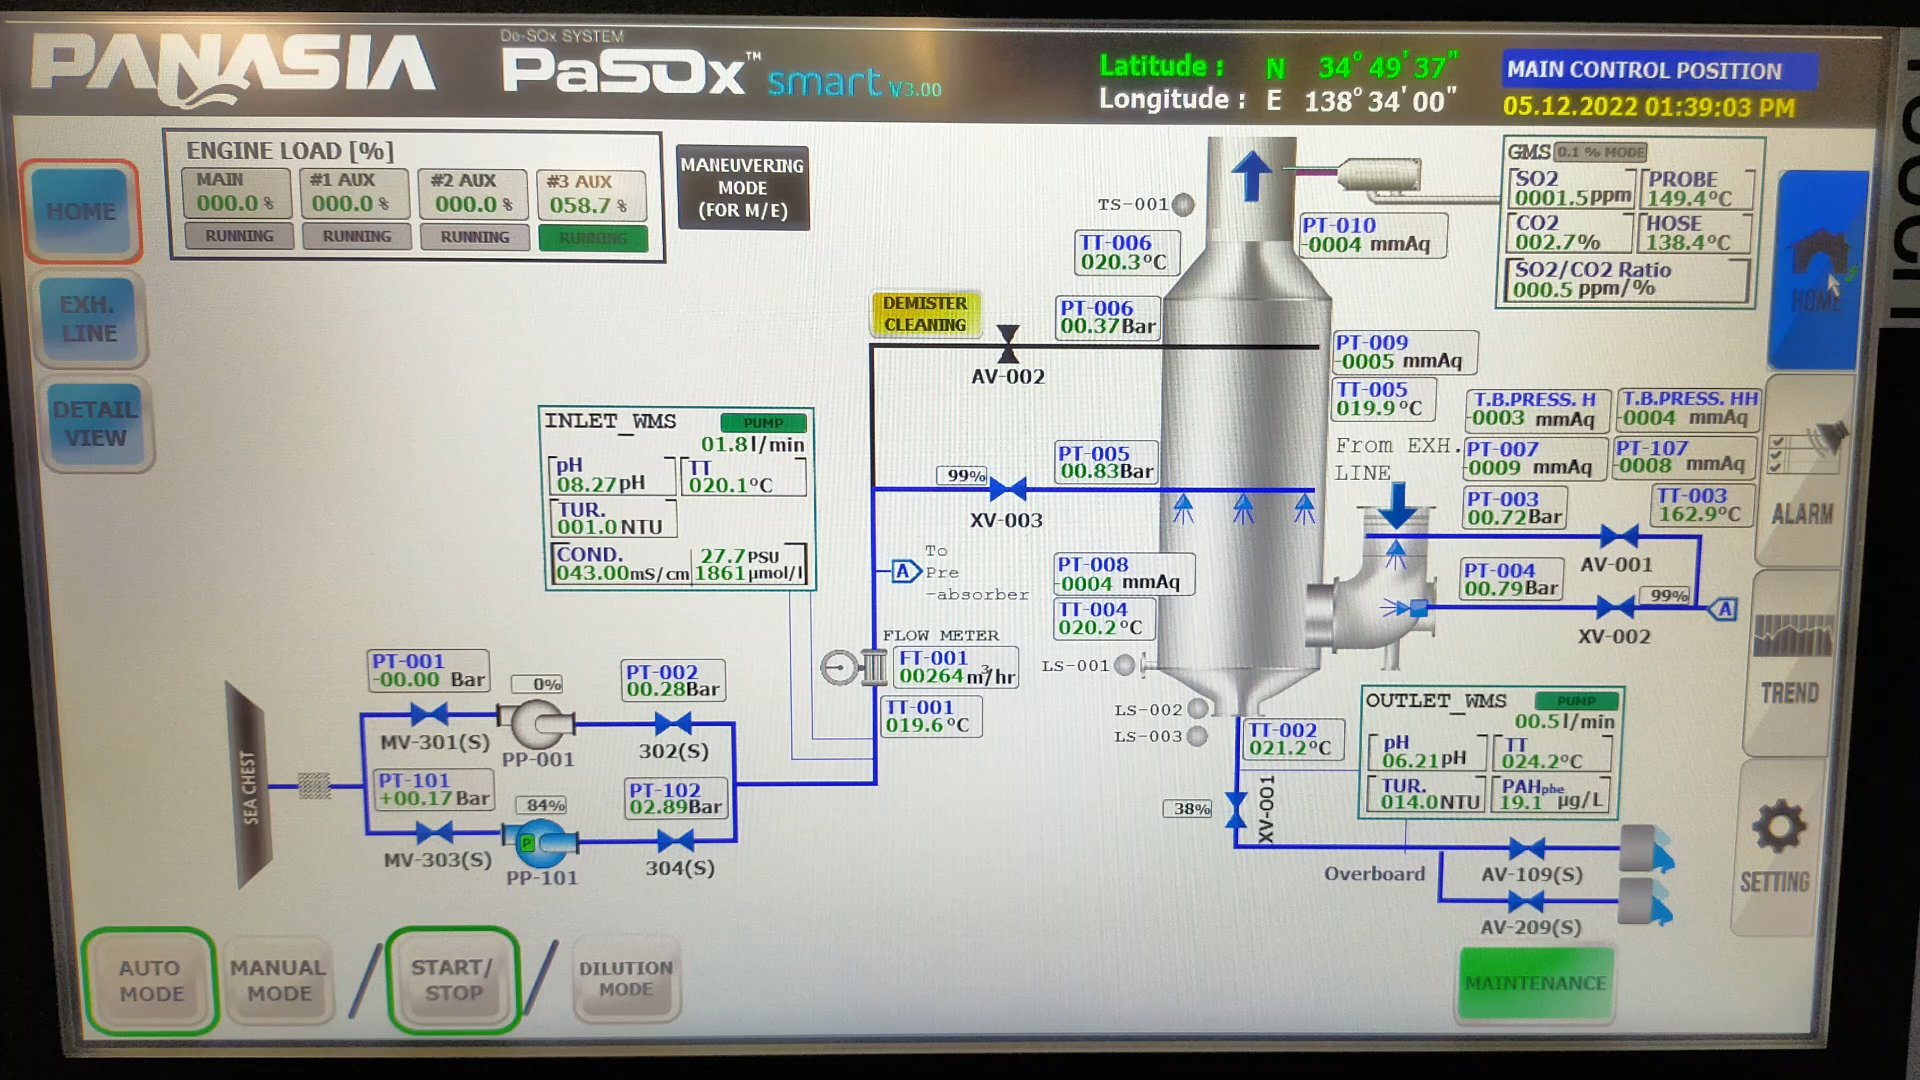 PANASIA
De-SOx SYSTEM
PaSOx™ smart V3.00
Latitude : N 34° 49' 37"
Longitude : E 138° 34' 00"
MAIN CONTROL POSITION
05.12.2022 01:39:03 PM
HOME
EXH.
LINE
DETAIL
VIEW
ENGINE LOAD [%]
MAIN
000.0 %
RUNNING
#1 AUX
000.0 %
RUNNING
#2 AUX
000.0 %
RUNNING
#3 AUX
058.7 %
RUNNING
MANEUVERING
MODE
(FOR M/E)
TS-001
TT-006
020.3°C
PT-010
-0004 mmAq
GMS 0.1 % MODE
SO2
0001.5ppm
PROBE
149.4°C
CO2
002.7%
HOSE
138.4°C
SO2/CO2 Ratio
000.5 ppm/%
HOME
DEMISTER
CLEANING
AV-002
PT-006
00.37Bar
PT-009
-0005 mmAq
TT-005
019.9°C
T.B.PRESS. H
-0003 mmAq
T.B.PRESS. HH
-0004 mmAq
From EXH.
LINE
PT-007
-0009 mmAq
PT-107
-0008 mmAq
PT-003
00.72Bar
TT-003
162.9°C
AV-001
PT-004
00.79Bar
99%
A
XV-002
ALARM
TREND
SETTING
INLET_WMS PUMP
01.8l/min
pH
08.27pH
TT
020.1°C
TUR.
001.0NTU
COND.
043.00mS/cm
27.7PSU
1861µmol/l
99%
XV-003
PT-005
00.83Bar
A
To
Pre
-absorber
PT-008
-0004 mmAq
TT-004
020.2°C
FLOW METER
FT-001
00264m³/hr
TT-001
019.6°C
LS-001
LS-002
LS-003
TT-002
021.2°C
38%
XV-001
OUTLET_WMS PUMP
00.5l/min
pH
06.21pH
TT
024.2°C
TUR.
014.0NTU
PAHphe
19.1 µg/L
Overboard
AV-109(S)
AV-209(S)
SEA CHEST
PT-001
-00.00 Bar
0%
MV-301(S)
PP-001
PT-002
00.28Bar
302(S)
PT-101
+00.17Bar
84%
MV-303(S)
P
PP-101
PT-102
02.89Bar
304(S)
AUTO
MODE
MANUAL
MODE
START/
STOP
DILUTION
MODE
MAINTENANCE